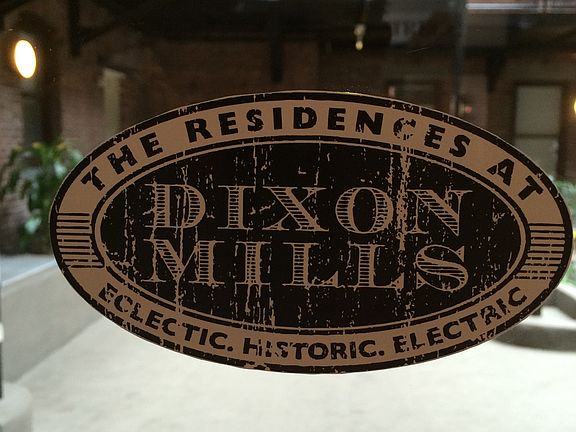 THE RESIDENCES AT
DIXON
MILLS
ECLECTIC. HISTORIC. ELECTRIC